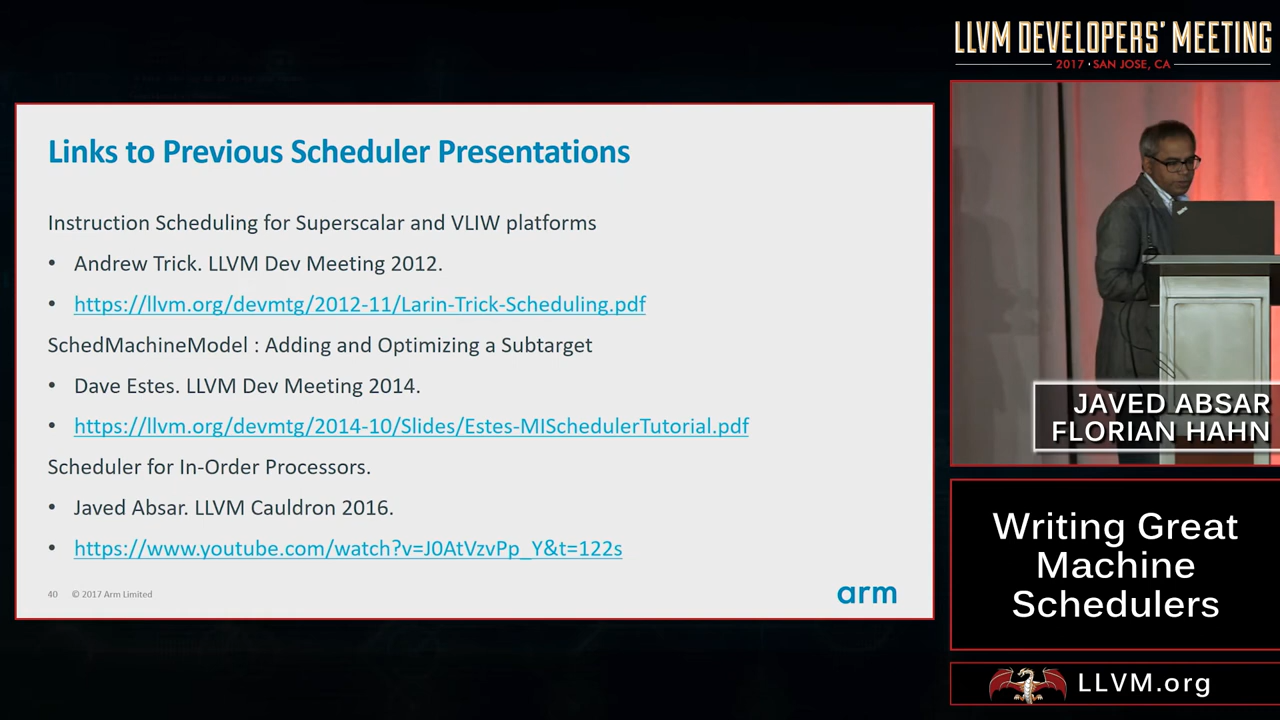 LLVM DEVELOPERS' MEETING
2017 · SAN JOSE, CA
Links to Previous Scheduler Presentations
Instruction Scheduling for Superscalar and VLIW platforms
• Andrew Trick. LLVM Dev Meeting 2012.
• https://llvm.org/devmtg/2012-11/Larin-Trick-Scheduling.pdf
SchedMachineModel : Adding and Optimizing a Subtarget
• Dave Estes. LLVM Dev Meeting 2014.
• https://llvm.org/devmtg/2014-10/Slides/Estes-MISchedulerTutorial.pdf
Scheduler for In-Order Processors.
• Javed Absar. LLVM Cauldron 2016.
• https://www.youtube.com/watch?v=J0AtVzvPp_Y&t=122s
40 © 2017 Arm Limited
arm
JAVED ABSAR
FLORIAN HAHN
Writing Great
Machine
Schedulers
LLVM.org